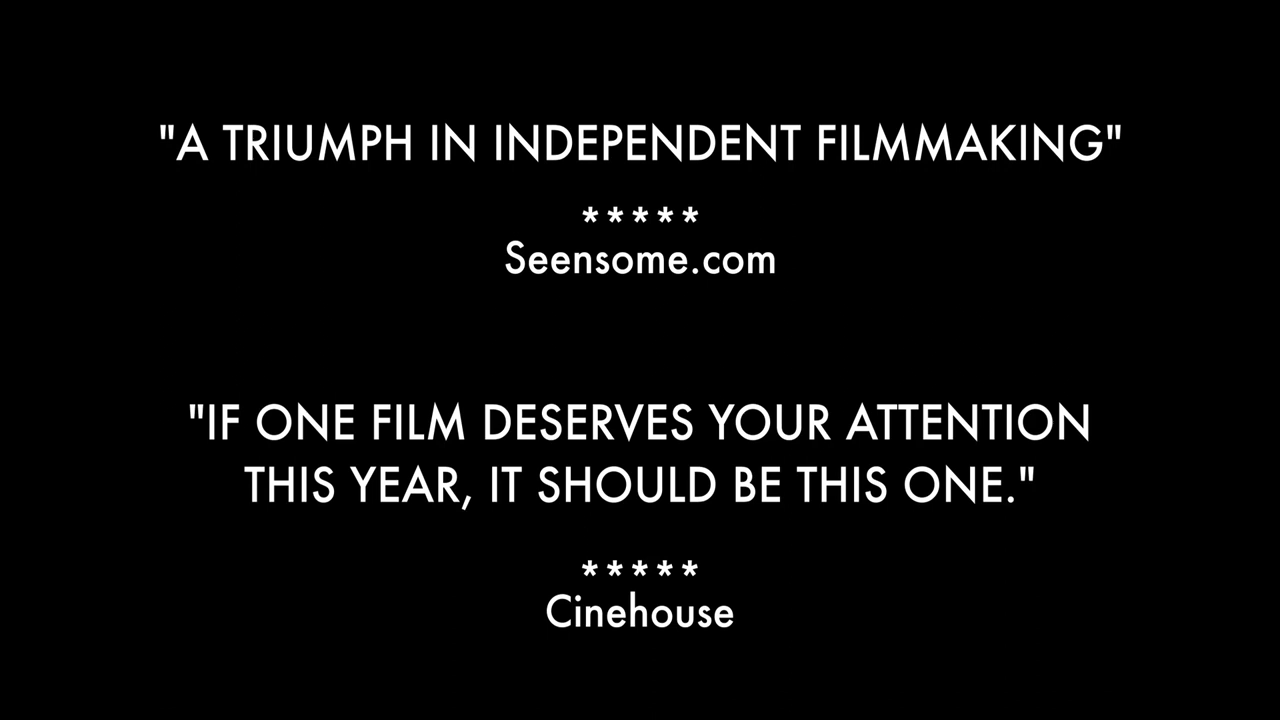 "A TRIUMPH IN INDEPENDENT FILMMAKING"
*****
Seensome.com
"IF ONE FILM DESERVES YOUR ATTENTION
THIS YEAR, IT SHOULD BE THIS ONE."
*****
Cinehouse